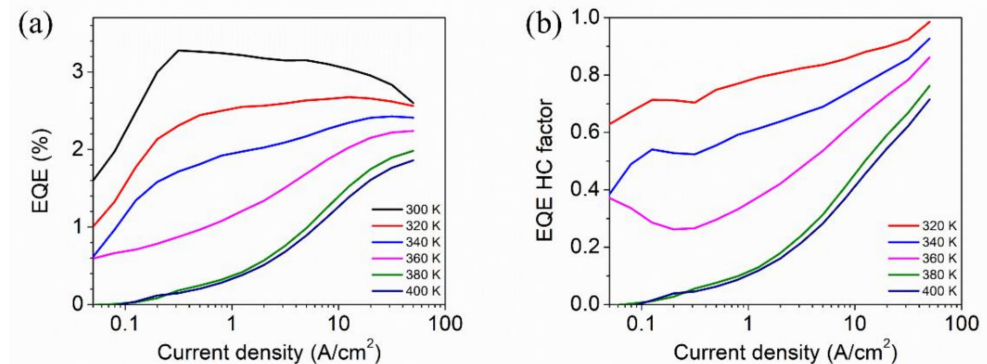 (a)
EQE (%)
3
2
1
0
300 K
320 K
340 K
360 K
380 K
400 K
0.1
1
10
100
Current density (A/cm²)
(b)
EQE HC factor
1.0
0.8
0.6
0.4
0.2
0.0
320 K
340 K
360 K
380 K
400 K
0.1
1
10
100
Current density (A/cm²)